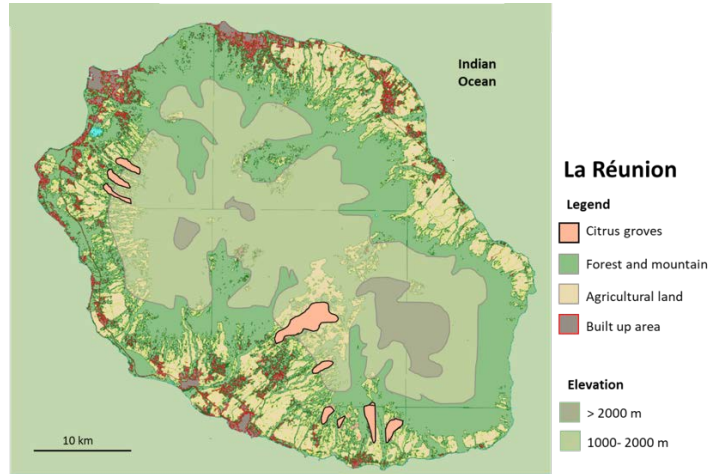 Indian
Ocean
10 km
La Réunion
Legend
Citrus groves
Forest and mountain
Agricultural land
Built up area
Elevation
> 2000 m
1000- 2000 m